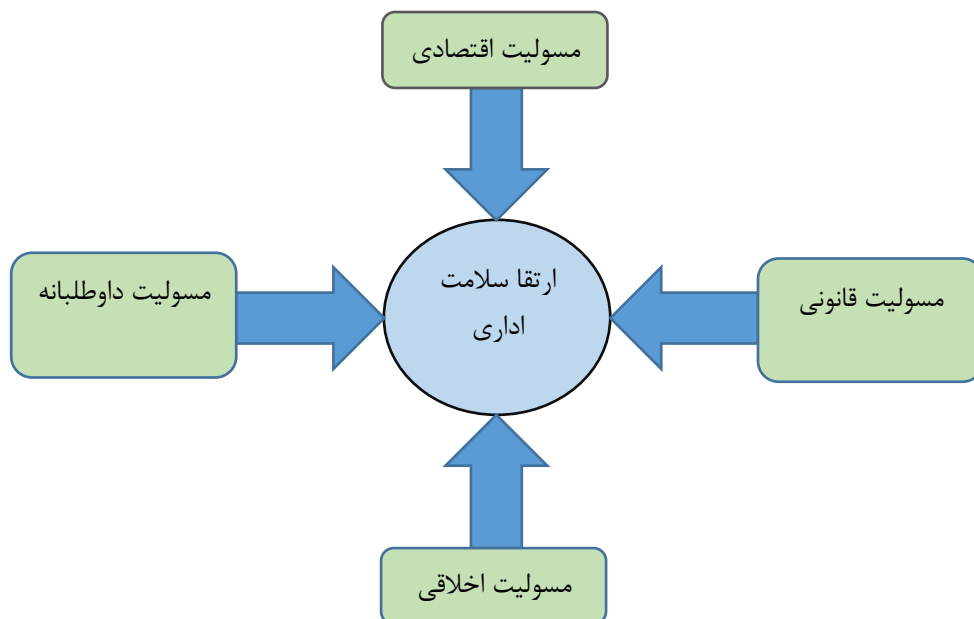 مسولیت اقتصادی
مسولیت داوطلبانه
ارتقا سلامت
اداری
مسولیت قانونی
مسولیت اخلاقی